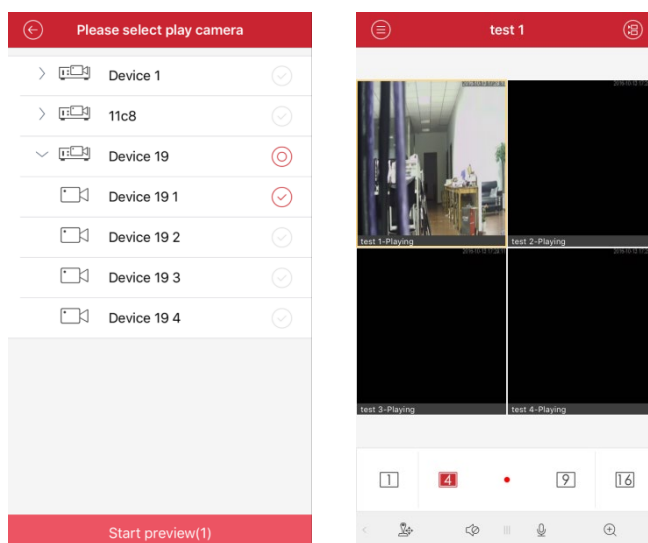 Please select play camera
Device 1
11c8
Device 19
Device 19 1
Device 19 2
Device 19 3
Device 19 4
Start preview(1)
test 1
test 1-Playing
test 2-Playing
test 3-Playing
test 4-Playing
1
4
9
16